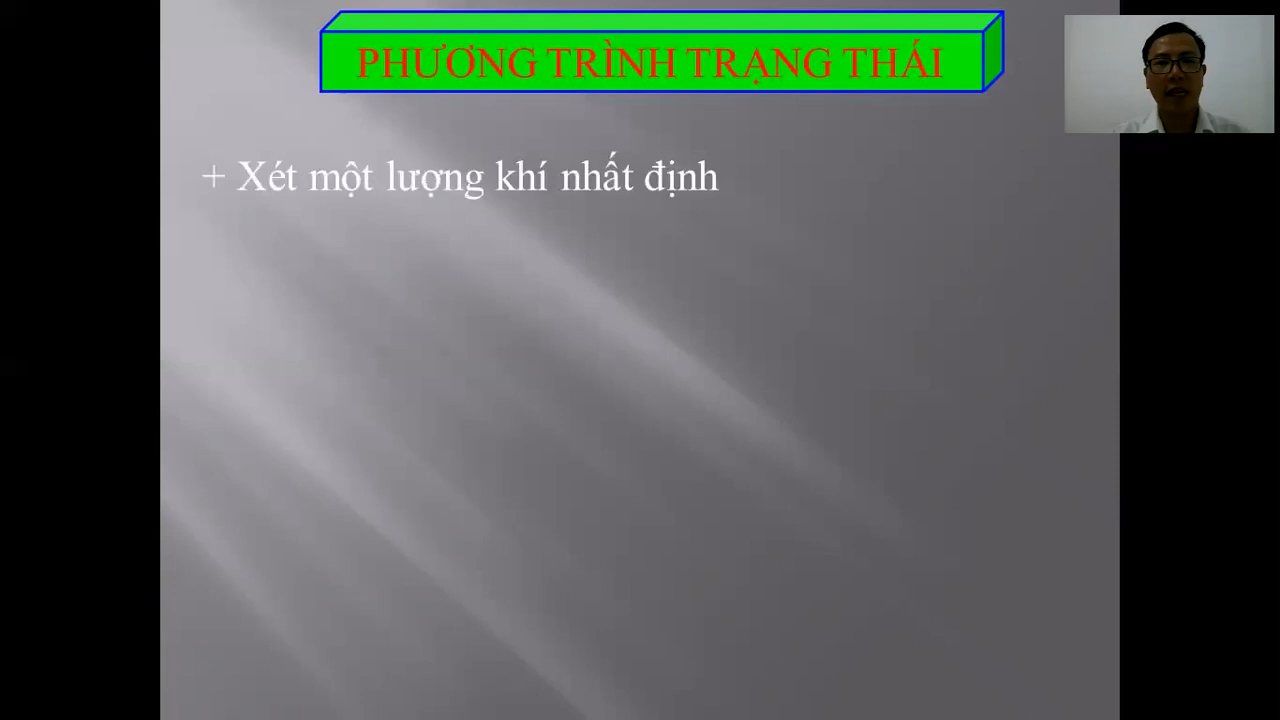 PHƯƠNG TRÌNH TRẠNG THÁI
+ Xét một lượng khí nhất định